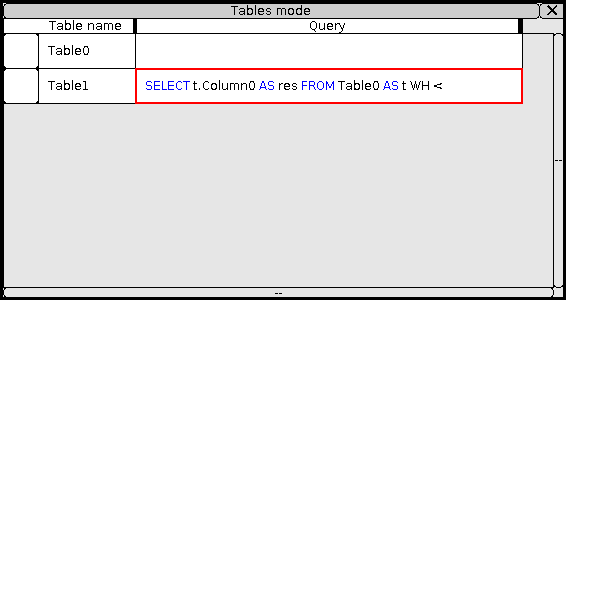 Tables mode
Table name Query
Table0
Table1 SELECT t.Column0 AS res FROM Table0 AS t WH <
--
--